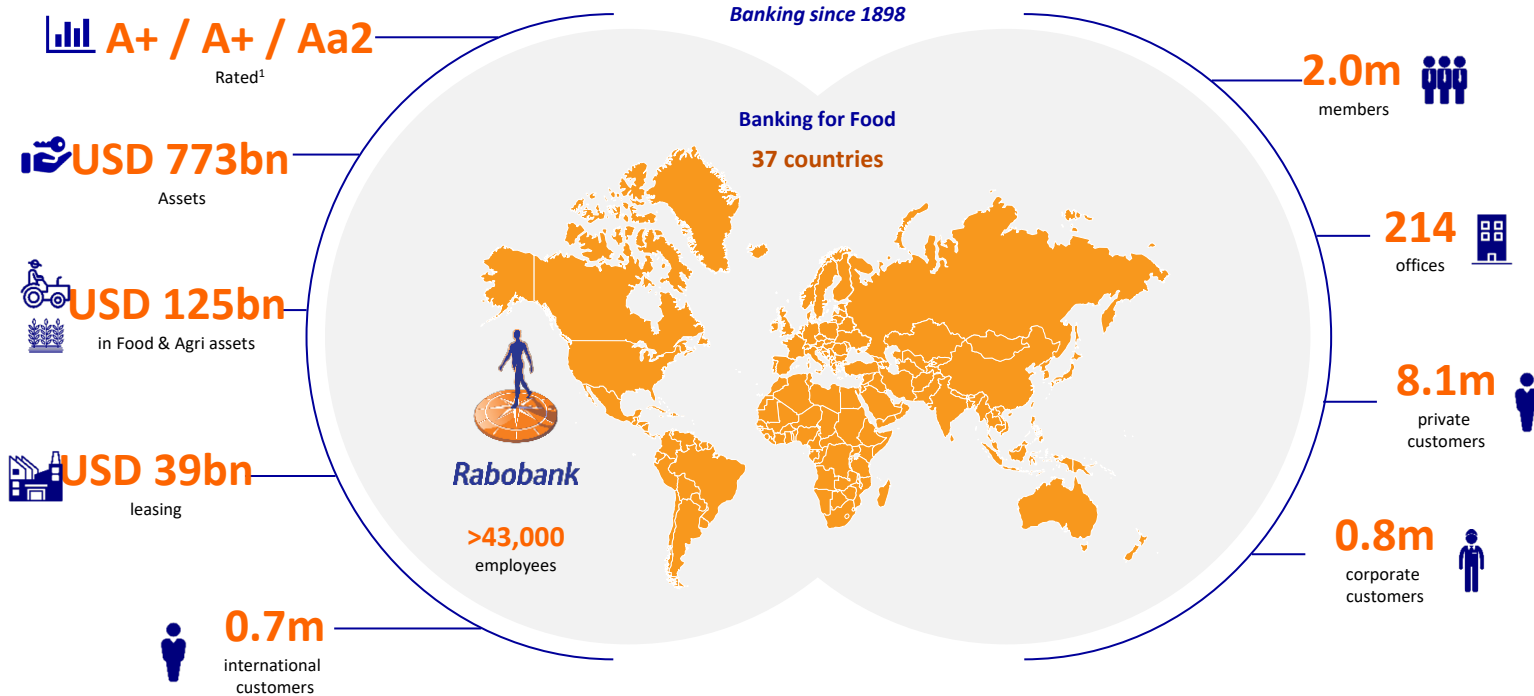 Banking since 1898
A+ / A+ / Aa2
Rated¹
USD 773bn
Assets
USD 125bn
in Food & Agri assets
USD 39bn
leasing
0.7m
international
customers
Banking for Food
37 countries
Rabobank
>43,000
employees
2.0m
members
214
offices
8.1m
private
customers
0.8m
corporate
customers